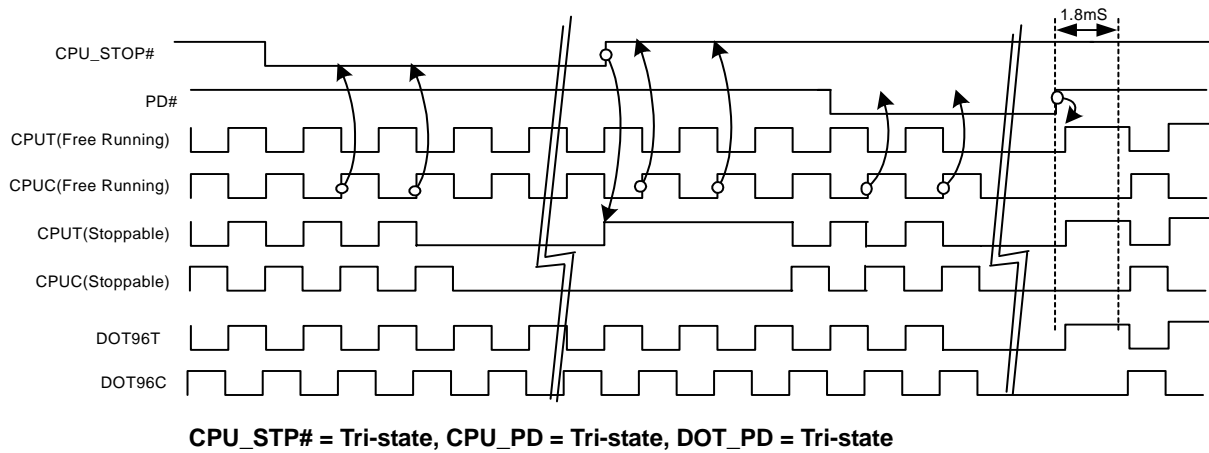 1.8mS
CPU_STOP#
PD#
CPUT(Free Running)
CPUC(Free Running)
CPUT(Stoppable)
CPUC(Stoppable)
DOT96T
DOT96C
CPU_STP# = Tri-state, CPU_PD = Tri-state, DOT_PD = Tri-state